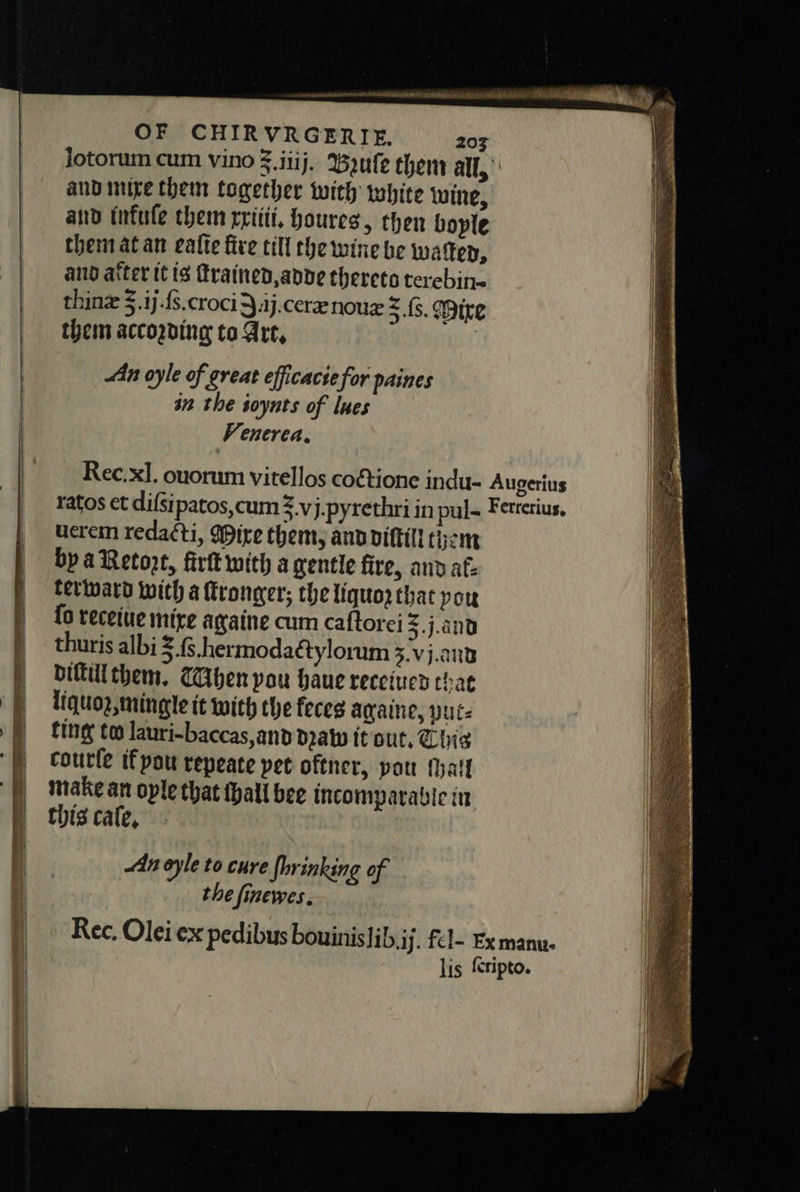 OF CHIRVRGERIE. 203
lotorum cum vino ℥.iiij. Bruſe them all,
and mixe them together with white wine,
and infuſe them xxiiii. houres, then boyle
them at an eaſie fire till the wine be waſted,
and after it is ſtrained, adde thereto terebin-
thinæ ℥.ij.ſs. croci ʒij. ceræ nouæ ℥.ſs. Mixe
them according to Art.
An oyle of great efficacie for paines
in the ioynts of lues
Venerea.
Rec. xl. ouorum vitellos coctione indu- Augerius
ratos et diſsipatos, cum ℥.vj. pyrethri in pul- Ferrerius.
uerem redacti, Mixe them, and diſtill them
by a Retort, firſt with a gentle fire, and af-
terward with a ſtronger; the liquor that you
ſo receiue mixe againe cum caſtorei ℥.j. and
thuris albi ℥.ſs. hermodactylorum ʒ.vj. and
diſtill them. When you haue receiued that
liquor, mingle it with the feces againe, put-
ting to lauri-baccas, and draw it out. This
courſe if you repeate yet oftner, you ſhall
make an oyle that ſhall bee incomparable in
this caſe.
An oyle to cure ſhrinking of
the ſinewes.
Rec. Olei ex pedibus bouinis lib.ij. fel- Ex manu-
lis ſcripto.